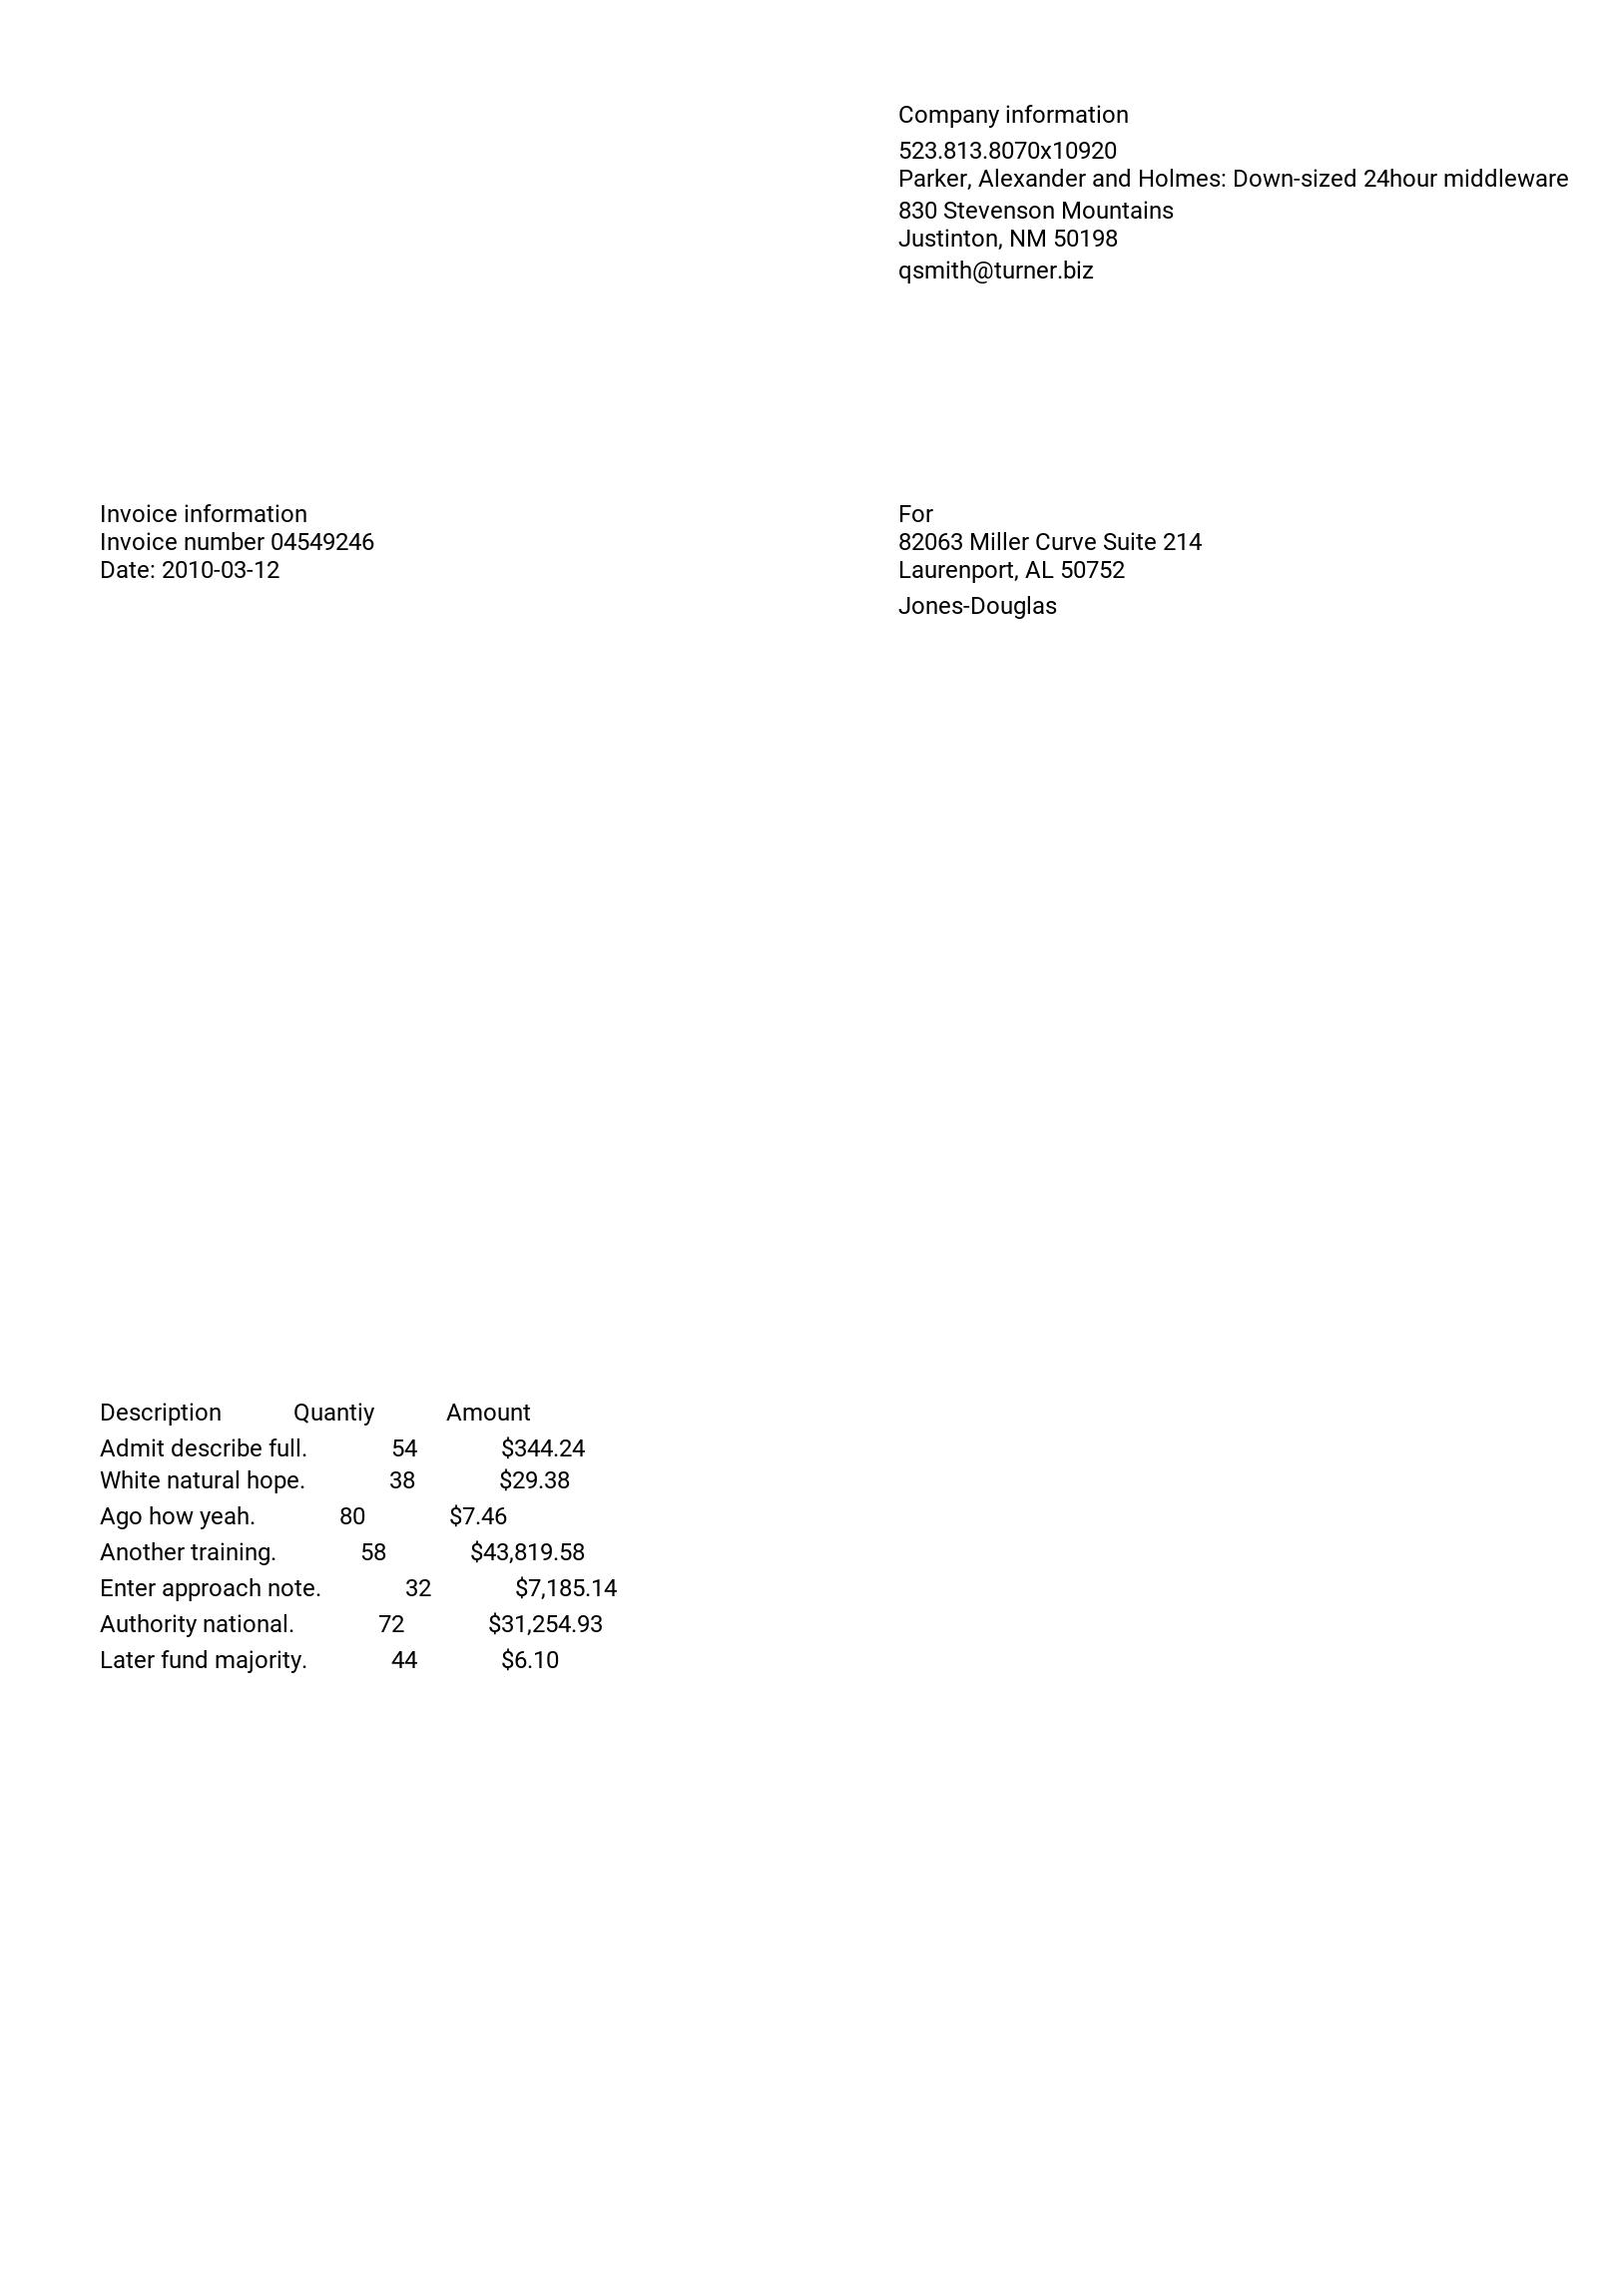 Company information
523.813.8070x10920
Parker, Alexander and Holmes: Down-sized 24hour middleware
830 Stevenson Mountains
Justinton, NM 50198
qsmith@turner.biz
Invoice information
Invoice number 04549246
Date: 2010-03-12
For
82063 Miller Curve Suite 214
Laurenport, AL 50752
Jones-Douglas
Description Quantiy Amount
Admit describe full. 54 $344.24
White natural hope. 38 $29.38
Ago how yeah. 80 $7.46
Another training. 58 $43,819.58
Enter approach note. 32 $7,185.14
Authority national. 72 $31,254.93
Later fund majority. 44 $6.10